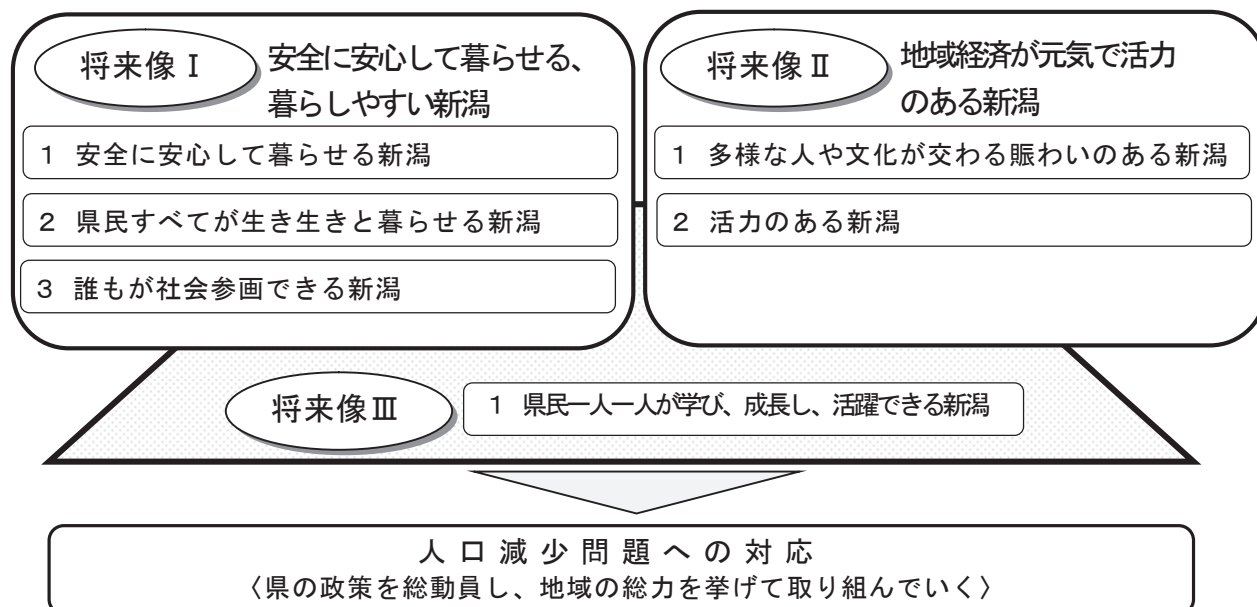 将来像Ⅰ
安全に安心して暮らせる、
暮らしやすい新潟
1 安全に安心して暮らせる新潟
2 県民すべてが生き生きと暮らせる新潟
3 誰もが社会参画できる新潟
将来像Ⅱ
地域経済が元気で活力
のある新潟
1 多様な人や文化が交わる賑わいのある新潟
2 活力のある新潟
将来像Ⅲ
1 県民一人一人が学び、成長し、活躍できる新潟
人口減少問題への対応
〈県の政策を総動員し、地域の総力を挙げて取り組んでいく〉